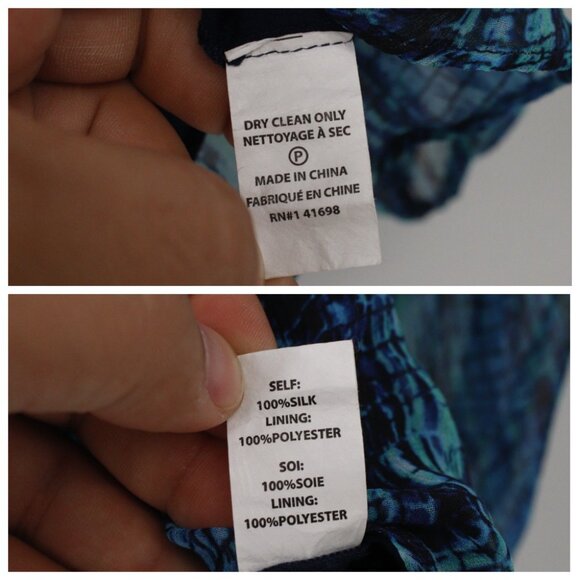 DRY CLEAN ONLY
NETTOYAGE À SEC
P
MADE IN CHINA
FABRIQUÉ EN CHINE
RN#1 41698
SELF:
100%SILK
LINING:
100%POLYESTER
SOI:
100%SOIE
LINING:
100%POLYESTER